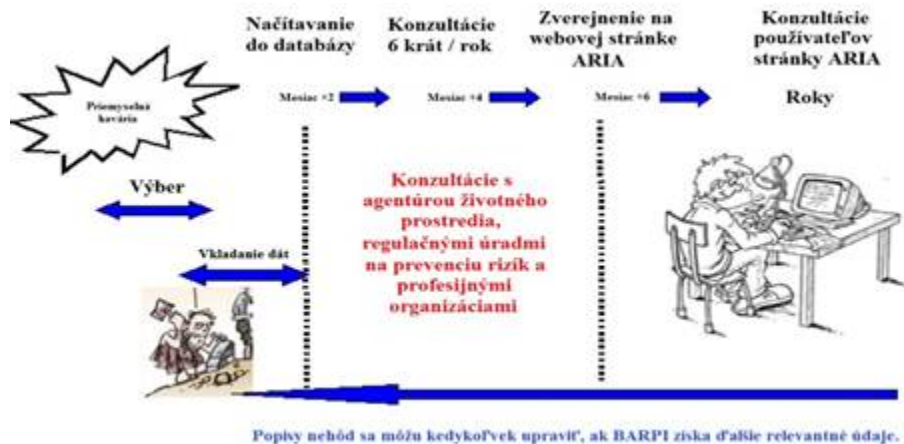 Načítavanie
do databázy
Konzultácie
6 krát / rok
Zverejnenie na
webovej stránke
ARIA
Konzultácie
používateľov
stránky ARIA
Priemyselná
havária
Mesiac +2
Mesiac +4
Mesiac +6
Roky
Výber
Vkladanie dát
Konzultácie s
agentúrou životného
prostredia,
regulačnými úradmi
na prevenciu rizík a
profesijnými
organizáciami
Popisy nehôd sa môžu kedykoľvek upraviť, ak BARPI získa ďalšie relevantné údaje.